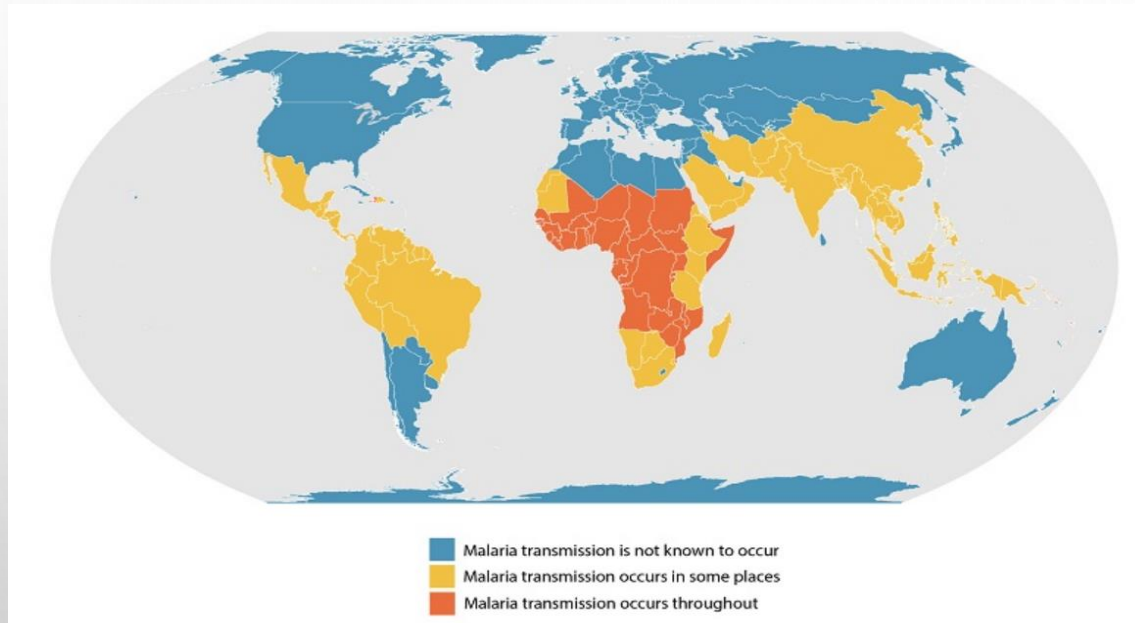 Malaria transmission is not known to occur
Malaria transmission occurs in some places
Malaria transmission occurs throughout